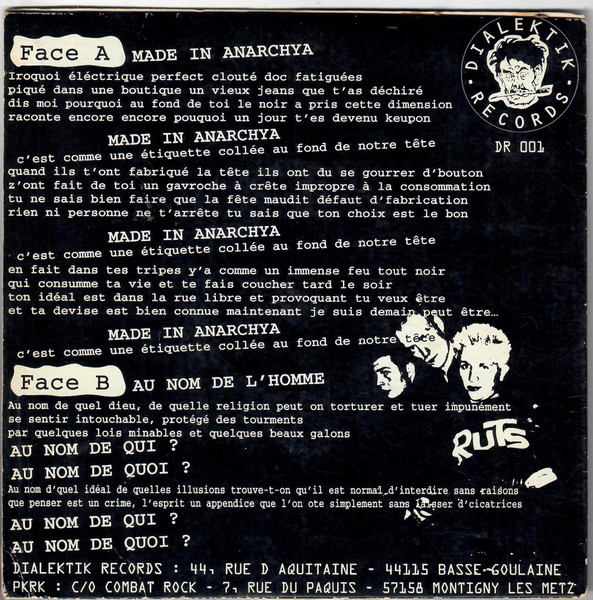 Face A MADE IN ANARCHYA
Iroquoi éléctrique perfect clouté doc fatiguées
piqué dans une boutique un vieux jeans que t'as déchiré
dis moi pourquoi au fond de toi le noir a pris cette dimension
raconte encore encore pouquoi un jour t'es devenu keupon
MADE IN ANARCHYA
c'est comme une étiquette collée au fond de notre tête
quand ils t'ont fabriqué la tête ils ont du se gourrer d'bouton
z'ont fait de toi un gavroche à crête impropre à la consommation
tu ne sais bien faire que la fête maudit défaut d'fabrication
rien ni personne ne t'arrête tu sais que ton choix est le bon
MADE IN ANARCHYA
c'est comme une étiquette collée au fond de notre tête
en fait dans tes tripes y'a comme un immense feu tout noir
qui consumme ta vie et te fais coucher tard le soir
ton idéal est dans la rue libre et provoquant tu veux être
et ta devise est bien connue maintenant je suis demain peut être…
MADE IN ANARCHYA
c'est comme une étiquette collée au fond de notre tête
Face B AU NOM DE L'HOMME
Au nom de quel dieu, de quelle religion peut on torturer et tuer impunément
se sentir intouchable, protégé des tourments
par quelques lois minables et quelques beaux galons
AU NOM DE QUI ?
AU NOM DE QUOI ?
Au nom d'quel idéal de quelles illusions trouve-t-on qu'il est normal d'interdire sans raisons
que penser est un crime, l'esprit un appendice que l'on ote simplement sans laisser d'cicatrices
AU NOM DE QUI ?
AU NOM DE QUOI ?
DIALEKTIK RECORDS : 44, RUE D AQUITAINE - 44115 BASSE-GOULAINE
PKRK : C/O COMBAT ROCK - 7, RUE DU PAQUIS - 57158 MONTIGNY LES METZ
DIALEKTIK RECORDS
DR 001
RUTS